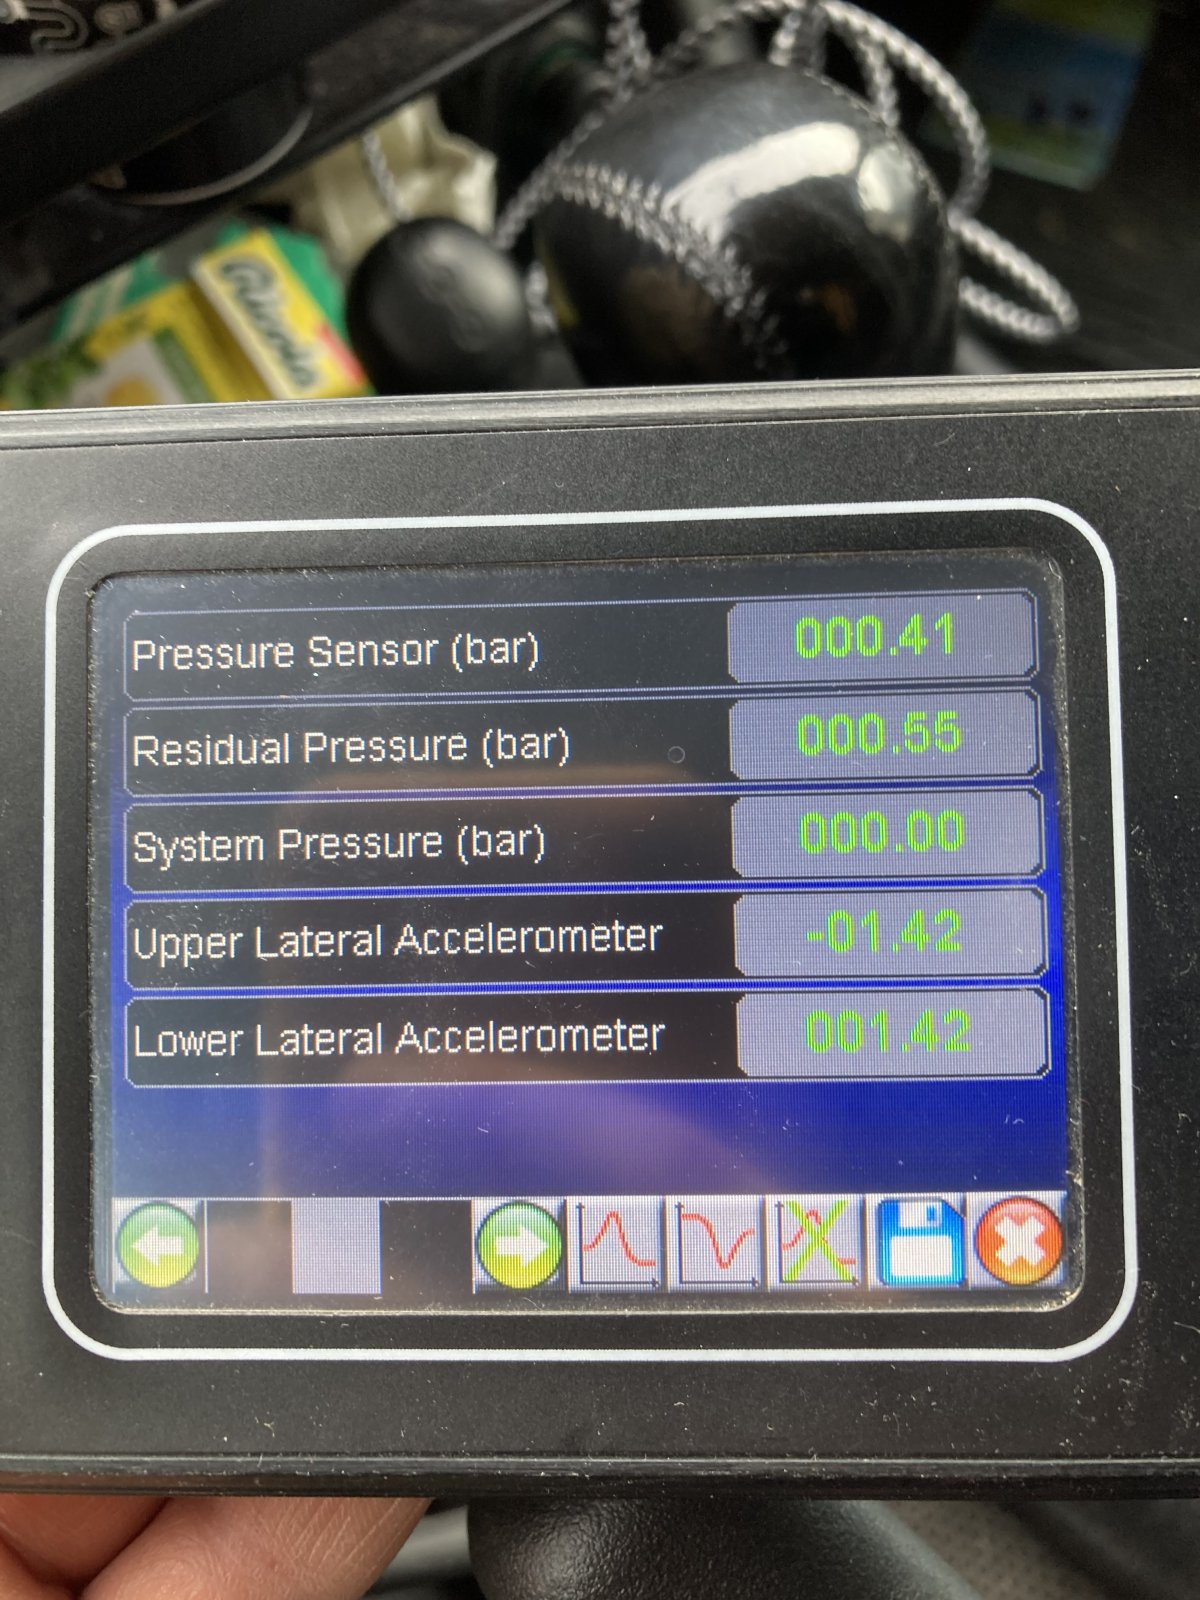 Pressure Sensor (bar) 000.41
Residual Pressure (bar) 000.55
System Pressure (bar) 000.00
Upper Lateral Accelerometer -01.42
Lower Lateral Accelerometer 001.42